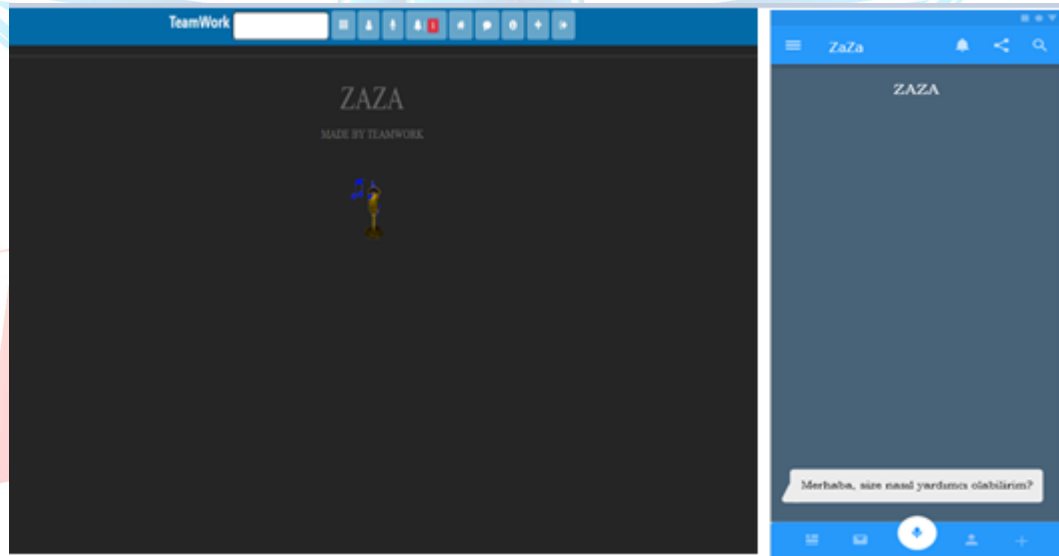 TeamWork
ZAZA
MADE BY TEAMWORK
ZaZa
ZAZA
Merhaba, size nasıl yardımcı olabilirim?